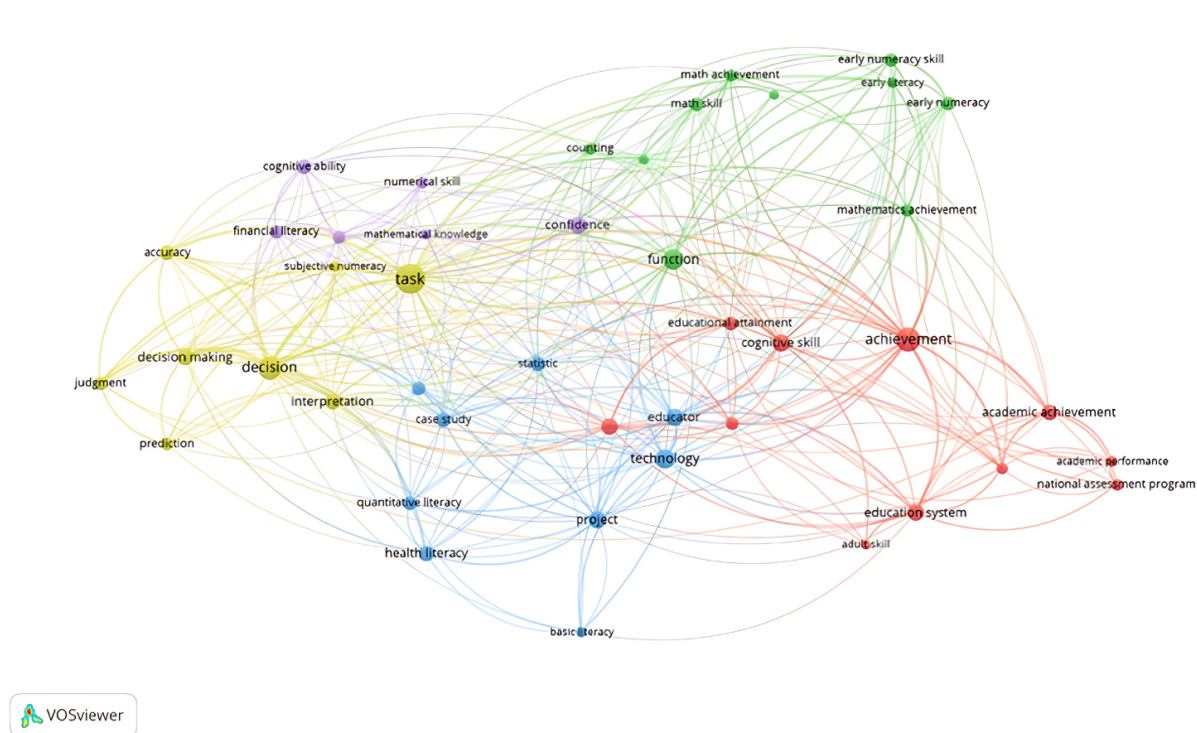 early numeracy skill
math achievement
early literacy
math skill
early numeracy
counting
cognitive ability
numerical skill
mathematics achievement
confidence
financial literacy
mathematical knowledge
accuracy
function
subjective numeracy
task
educational attainment
achievement
cognitive skill
decision making
statistic
decision
judgment
interpretation
academic achievement
educator
case study
prediction
technology
academic performance
national assessment program
quantitative literacy
education system
project
adult skill
health literacy
basic literacy
VOSviewer